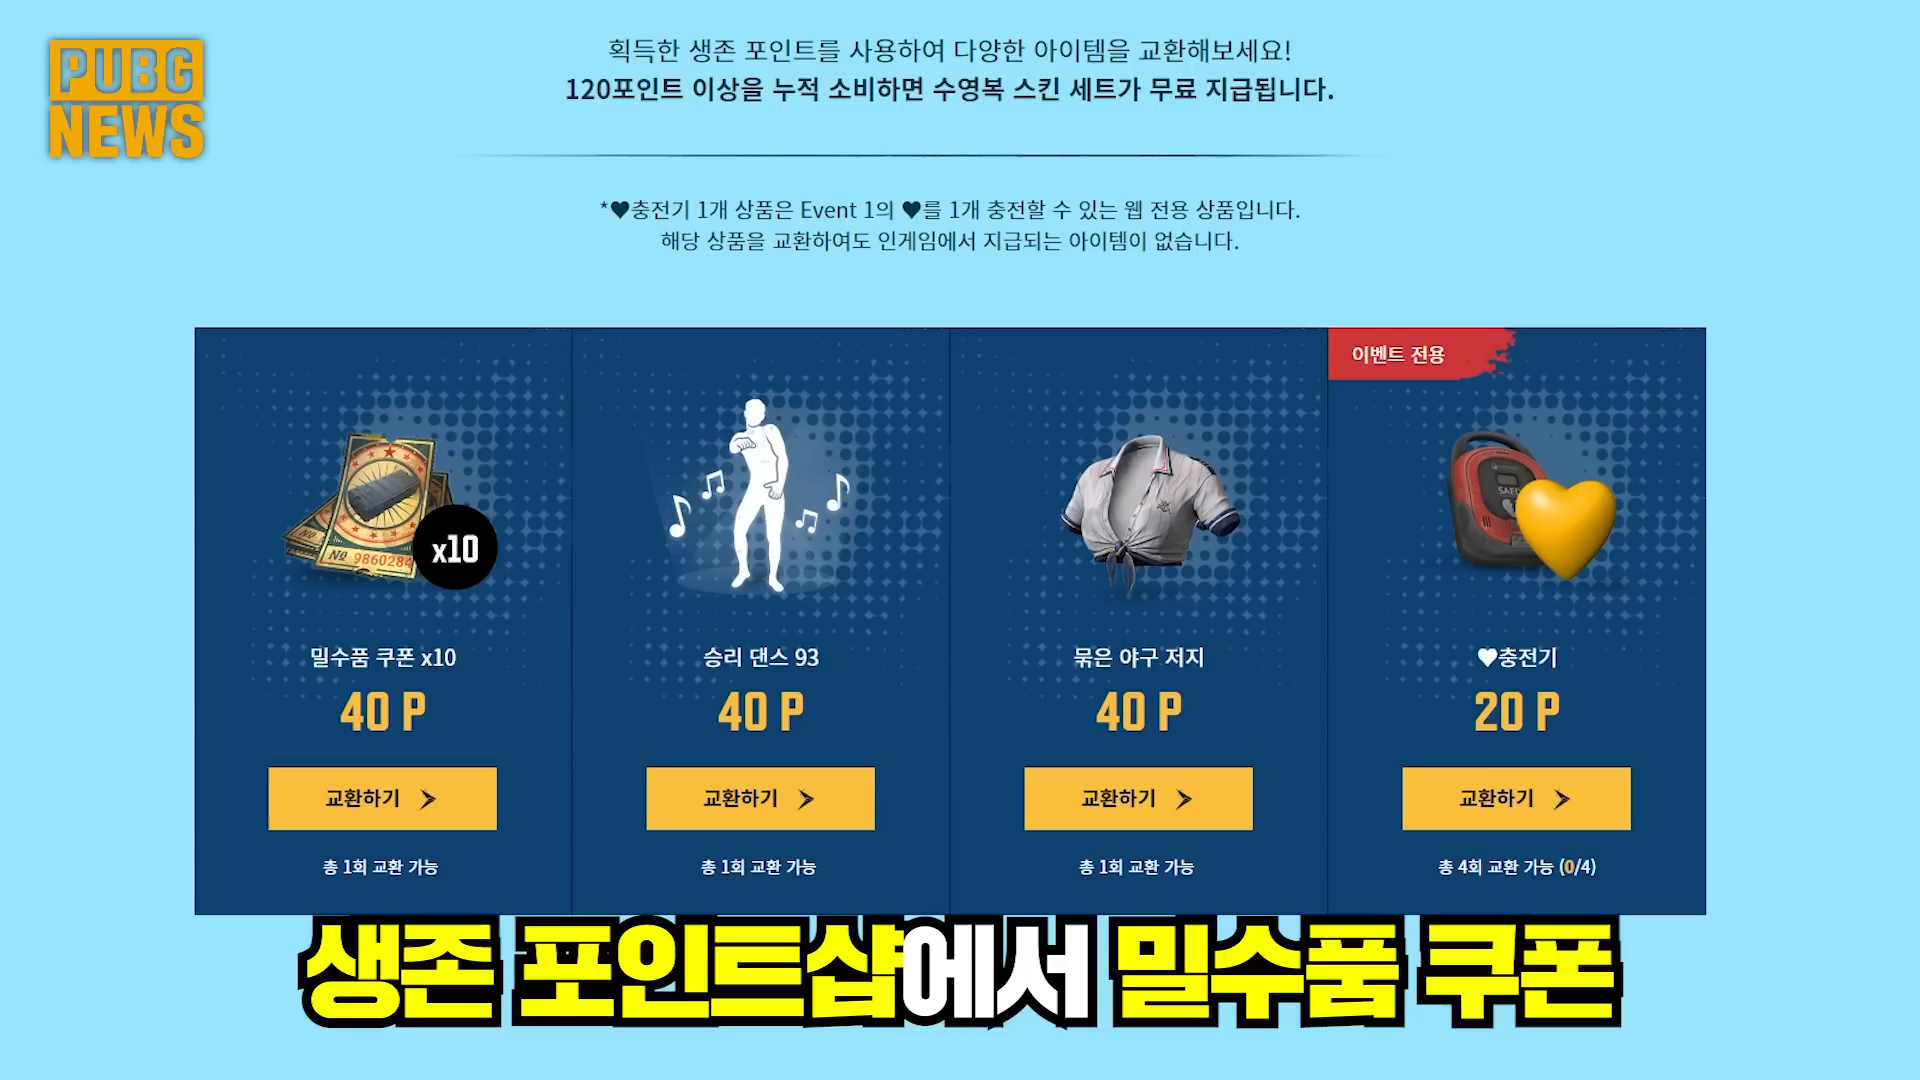 PUBG
NEWS
획득한 생존 포인트를 사용하여 다양한 아이템을 교환해보세요!
120포인트 이상을 누적 소비하면 수영복 스킨 세트가 무료 지급됩니다.
*♥충전기 1개 상품은 Event 1의 ♥를 1개 충전할 수 있는 웹 전용 상품입니다.
해당 상품을 교환하여도 인게임에서 지급되는 아이템이 없습니다.
이벤트 전용
№ 9860284
x10
밀수품 쿠폰 x10
승리 댄스 93
묶은 야구 저지
♥충전기
40 P
40 P
40 P
20 P
교환하기
교환하기
교환하기
교환하기
총 1회 교환 가능
총 1회 교환 가능
총 1회 교환 가능
총 4회 교환 가능 (0/4)
생존 포인트샵에서 밀수품 쿠폰